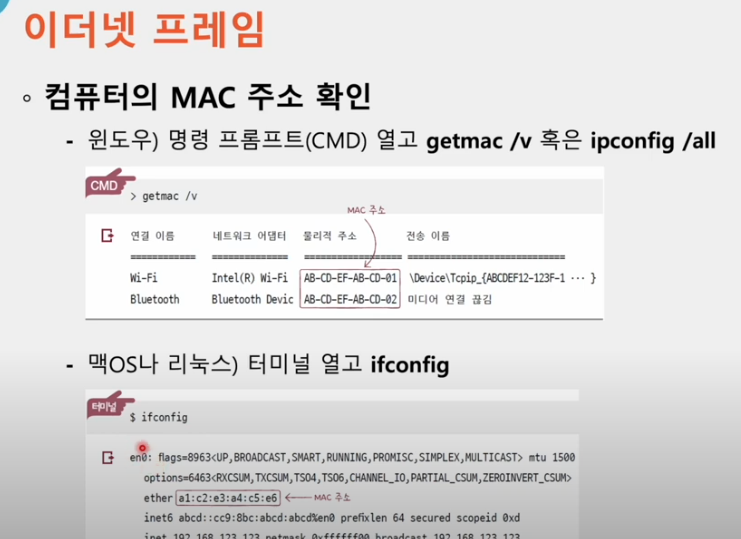 이더넷 프레임
◦ 컴퓨터의 MAC 주소 확인
- 윈도우) 명령 프롬프트(CMD) 열고 getmac /v 혹은 ipconfig /all
CMD
> getmac /v
MAC 주소
연결 이름 네트워크 어댑터 물리적 주소 전송 이름
============ ============== ================== =============================
Wi-Fi Intel(R) Wi-Fi AB-CD-EF-AB-CD-01 \Device\Tcpip_{ABCDEF12-123F-1 ··· }
Bluetooth Bluetooth Devic AB-CD-EF-AB-CD-02 미디어 연결 끊김
- 맥OS나 리눅스) 터미널 열고 ifconfig
터미널
$ ifconfig
en0: flags=8963<UP,BROADCAST,SMART,RUNNING,PROMISC,SIMPLEX,MULTICAST> mtu 1500
options=6463<RXCSUM,TXCSUM,TSO4,TSO6,CHANNEL_IO,PARTIAL_CSUM,ZEROINVERT_CSUM>
ether a1:c2:e3:a4:c5:e6 MAC 주소
inet6 abcd::cc9:8bc:abcd:abcd%en0 prefixlen 64 secured scopeid 0xd
inet 192.168.123.123 netmask 0xffffff00 broadcast 192.168.123.123